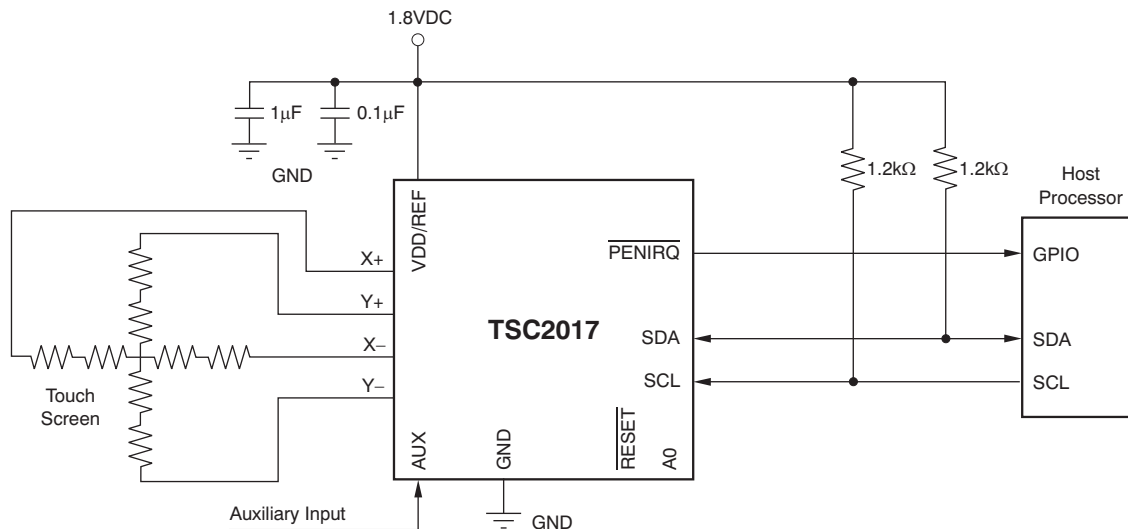 1.8VDC
1μF
0.1μF
GND
1.2kΩ
1.2kΩ
Host
Processor
VDD/REF
PENIRQ
GPIO
X+
Y+
TSC2017
X−
SDA
SDA
Y−
SCL
SCL
Touch
Screen
AUX
GND
RESET
A0
Auxiliary Input
GND